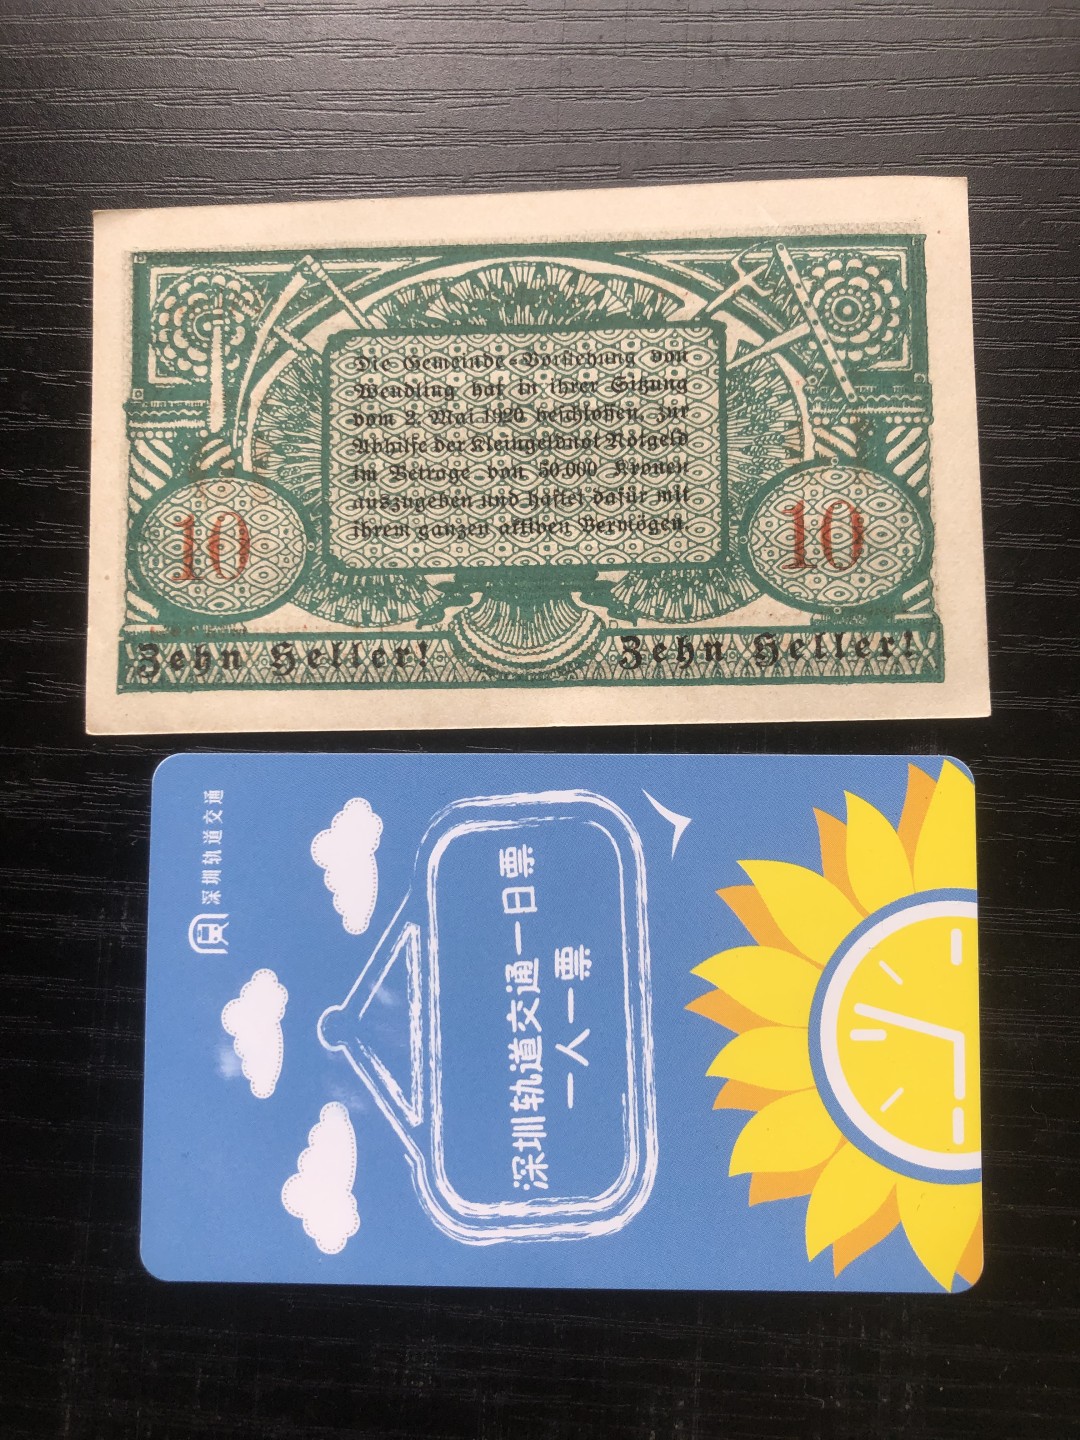 Die Gemeinde-Vorstehung von
Wendling hat in ihrer Sitzung
vom 2. Mai 1920 beschlossen, zur
Abhilfe der Kleingeldnot Notgeld
im Betrage von 50.000 Kronen
auszugeben und haftet dafür mit
ihrem ganzen aktiven Vermögen.
10
10
Zehn Heller!
Zehn Heller!
深圳轨道交通
深圳轨道交通一日票
一人一票